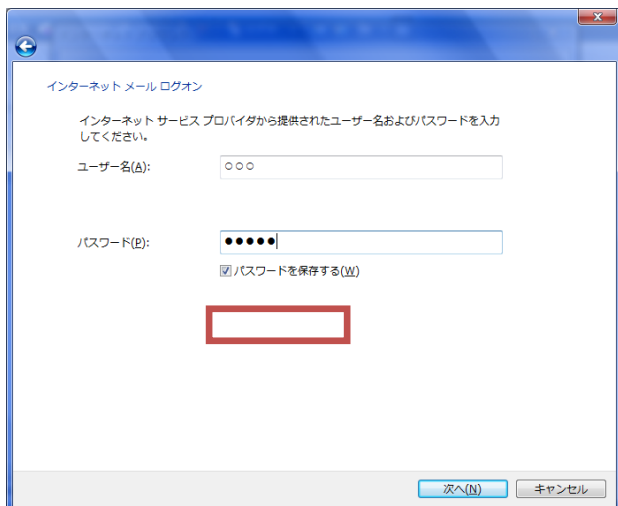 インターネット メール ログオン
インターネット サービス プロバイダから提供されたユーザー名およびパスワードを入力
してください。
ユーザー名(A):
○○○
パスワード(P):
●●●●●
パスワードを保存する(W)
次へ(N)
キャンセル